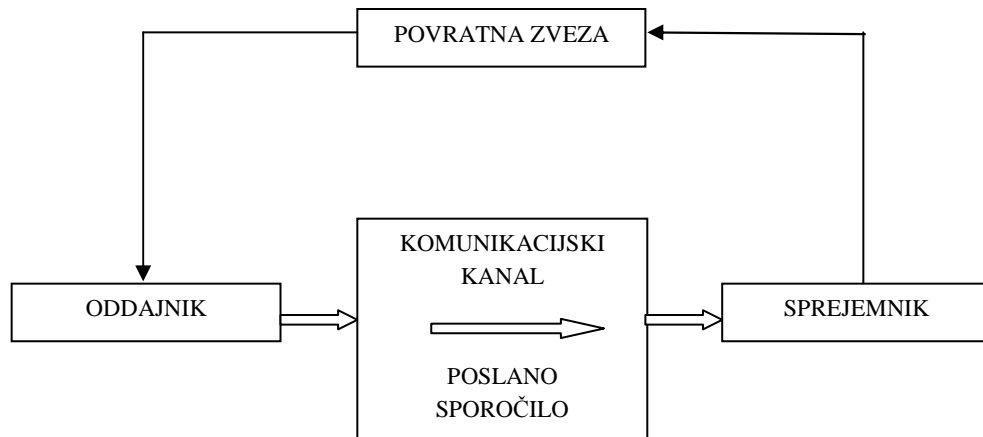 POVRATNA ZVEZA
KOMUNIKACIJSKI
KANAL
ODDAJNIK
SPREJEMNIK
POSLANO
SPOROČILO